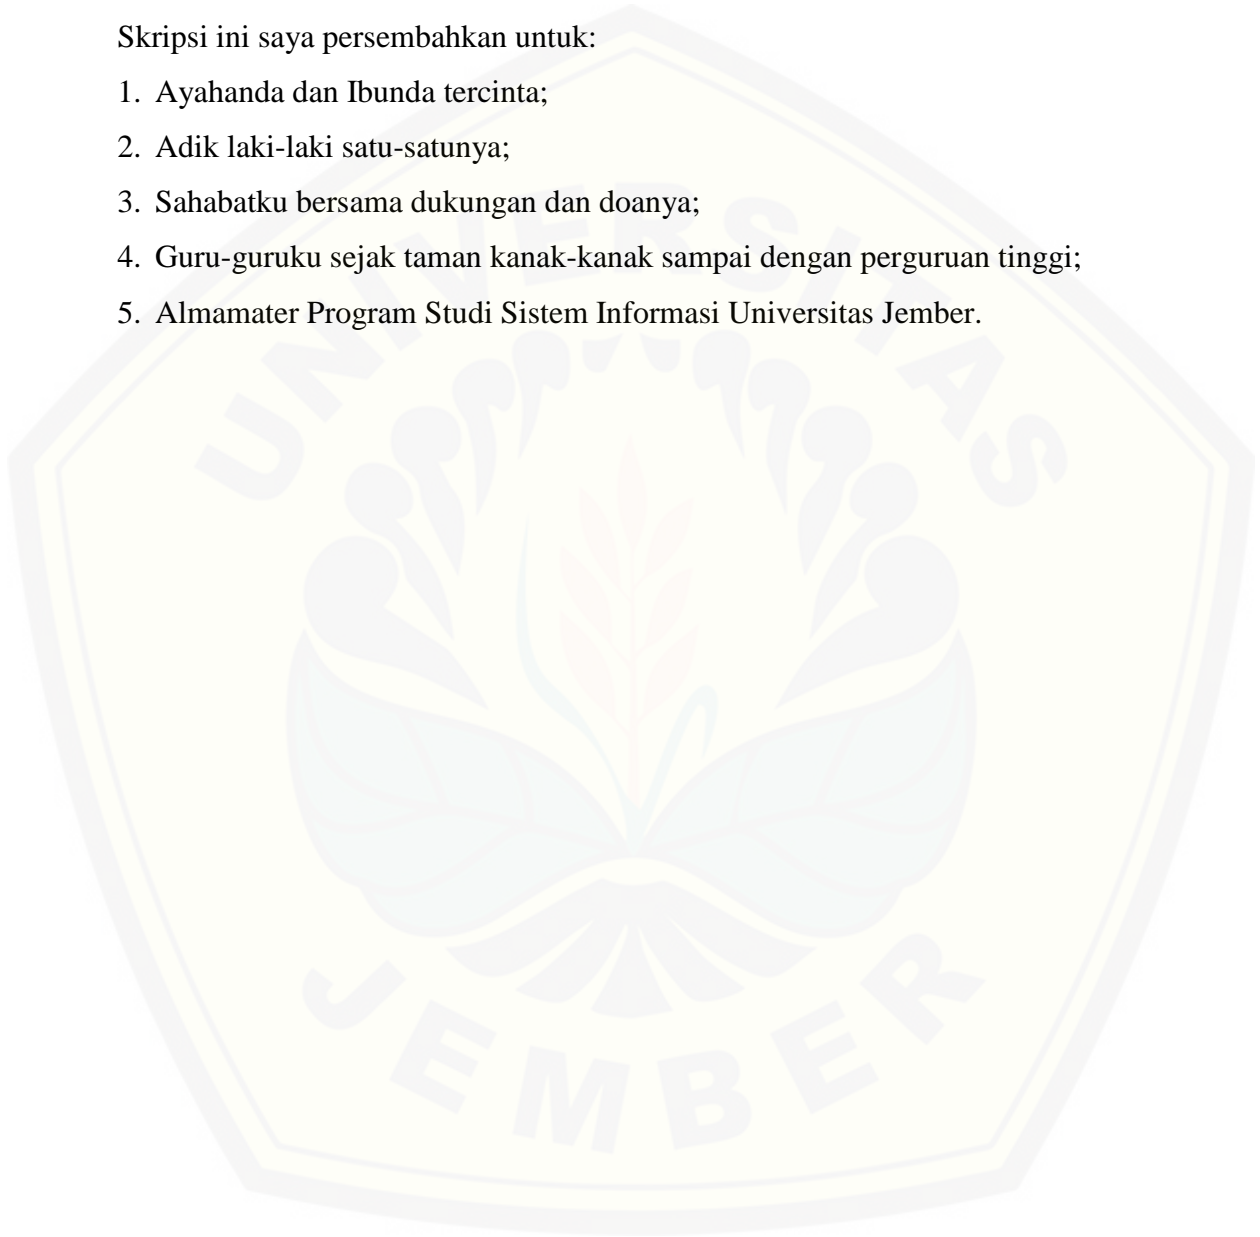 Skripsi ini saya persembahkan untuk:
1. Ayahanda dan Ibunda tercinta;
2. Adik laki-laki satu-satunya;
3. Sahabatku bersama dukungan dan doanya;
4. Guru-guruku sejak taman kanak-kanak sampai dengan perguruan tinggi;
5. Almamater Program Studi Sistem Informasi Universitas Jember.
UNIVERSITAS
JEMBER